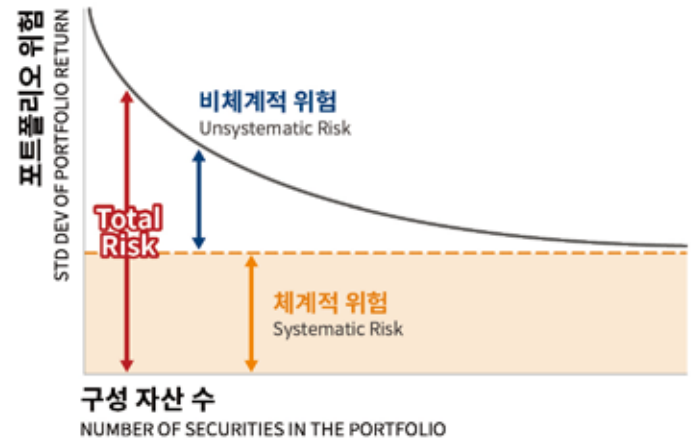 포트폴리오 위험
STD DEV OF PORTFOLIO RETURN
비체계적 위험
Unsystematic Risk
Total
Risk
체계적 위험
Systematic Risk
구성 자산 수
NUMBER OF SECURITIES IN THE PORTFOLIO